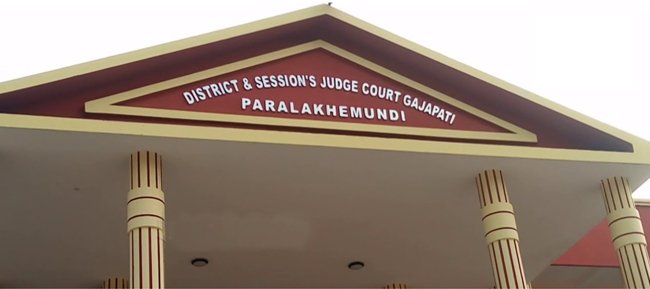 DISTRICT & SESSION'S JUDGE COURT GAJAPATI
PARALAKHEMUNDI